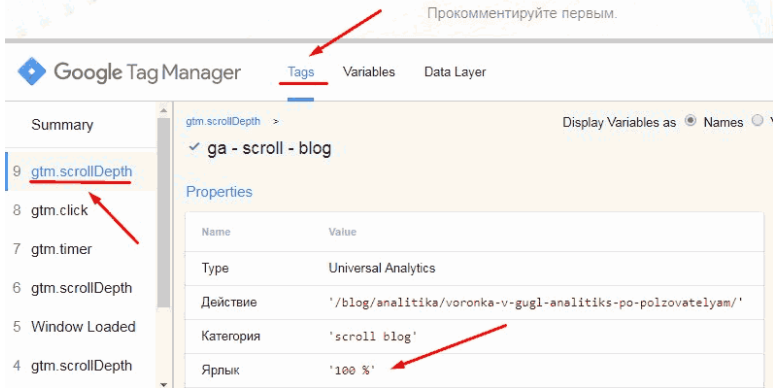 Прокомментируйте первым.
Google Tag Manager
Tags Variables Data Layer
Summary
9 gtm.scrollDepth
8 gtm.click
7 gtm.timer
6 gtm.scrollDepth
5 Window Loaded
4 gtm.scrollDepth
gtm.scrollDepth >
Display Variables as Names V
ga - scroll - blog
Properties
Name Value
Type Universal Analytics
Действие '/blog/analitika/voronka-v-gugl-analitiks-po-polzovatelyam/'
Категория 'scroll blog'
Ярлык '100 %'